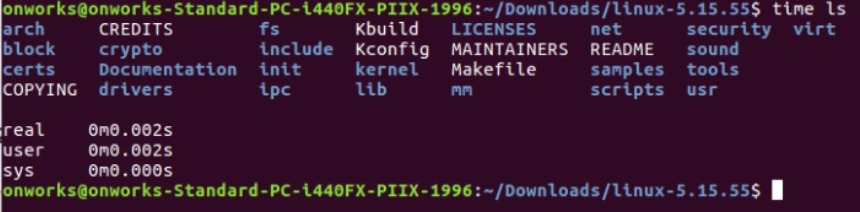 onworks@onworks-Standard-PC-i440FX-PIIX-1996:~/Downloads/linux-5.15.55$ time ls
arch     CREDITS        fs       Kbuild   LICENSES     net      security  virt
block    crypto         include  Kconfig  MAINTAINERS  README   sound
certs    Documentation  init     kernel   Makefile     samples  tools
COPYING  drivers        ipc      lib      mm           scripts  usr
real    0m0.002s
user    0m0.002s
sys     0m0.000s
onworks@onworks-Standard-PC-i440FX-PIIX-1996:~/Downloads/linux-5.15.55$